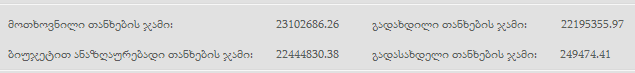 მოთხოვნილი თანხების ჯამი: 23102686.26 გადახდილი თანხების ჯამი: 22195355.97
ბიუჯეტით ანაზღაურებადი თანხების ჯამი: 22444830.38 გადასახდელი თანხების ჯამი: 249474.41